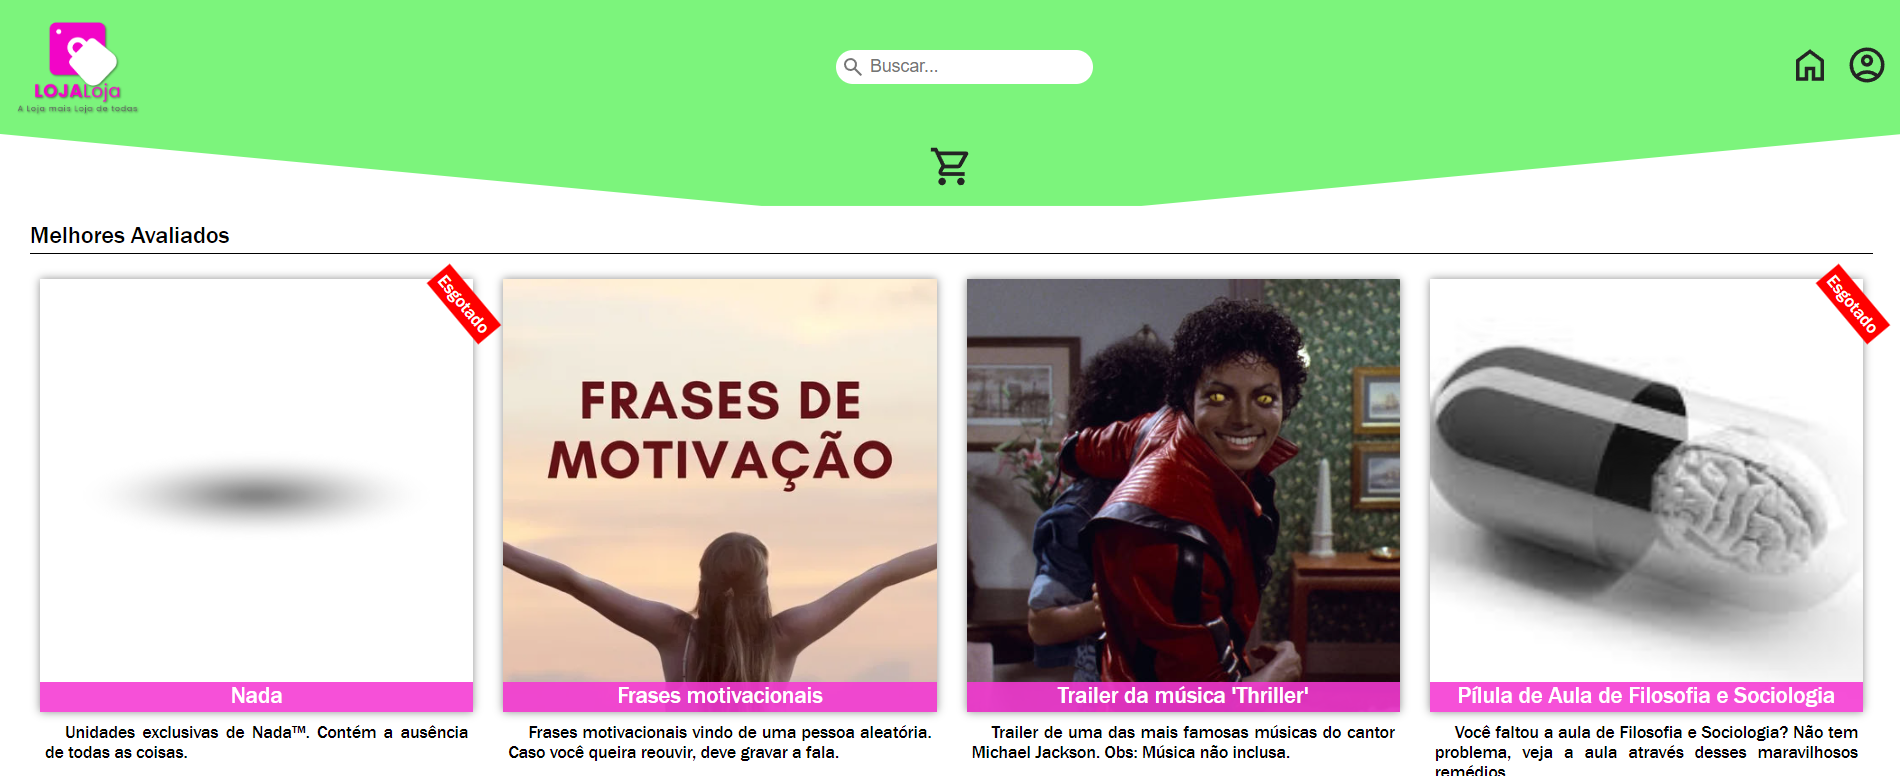 LOJALoja
A Loja mais Loja de todas
Buscar...
Melhores Avaliados
Esgotado
Nada
Unidades exclusivas de Nada™. Contém a ausência
de todas as coisas.
FRASES DE
MOTIVAÇÃO
Frases motivacionais
Frases motivacionais vindo de uma pessoa aleatória.
Caso você queira reouvir, deve gravar a fala.
Trailer da música 'Thriller'
Trailer de uma das mais famosas músicas do cantor
Michael Jackson. Obs: Música não inclusa.
Esgotado
Pílula de Aula de Filosofia e Sociologia
Você faltou a aula de Filosofia e Sociologia? Não tem
problema, veja a aula através desses maravilhosos
remédios